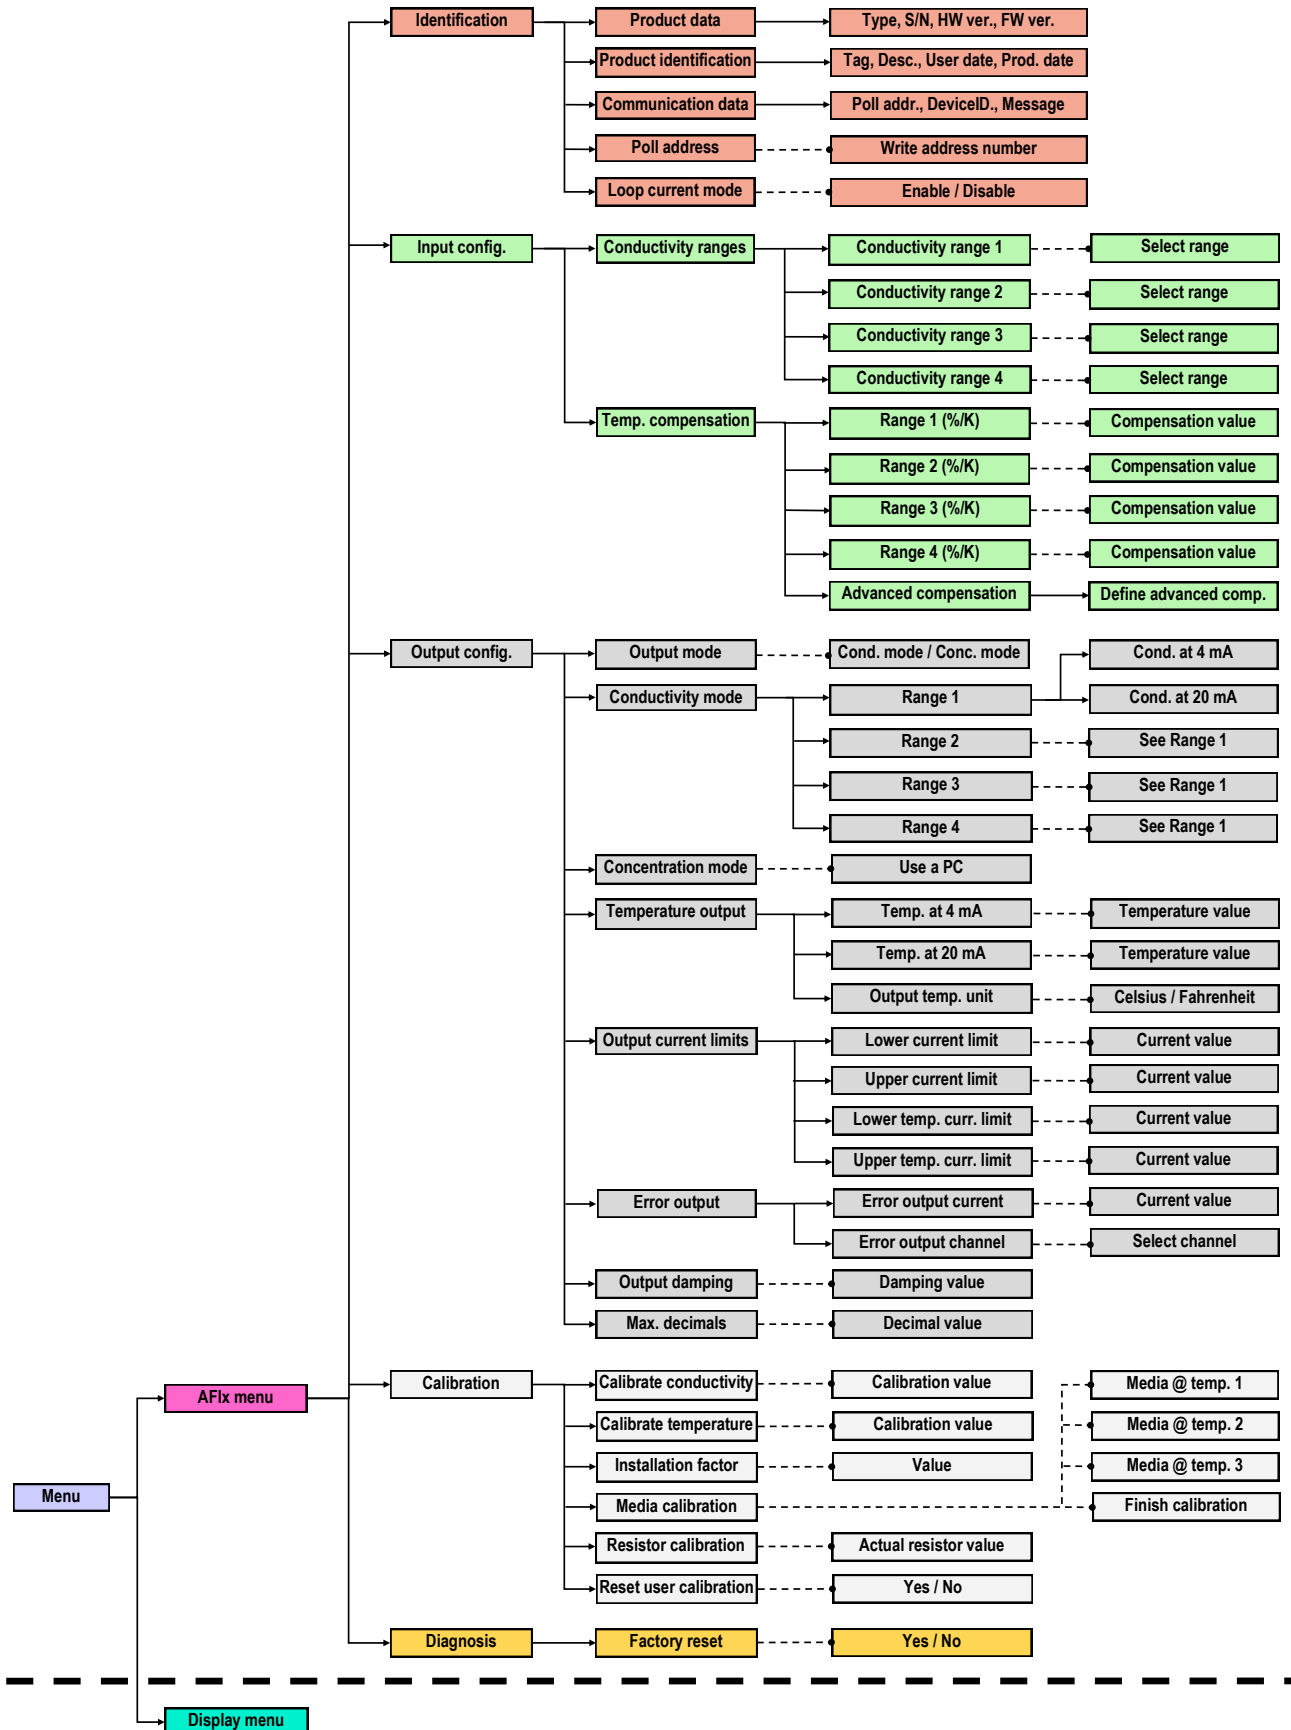 Identification
Product data
Type, S/N, HW ver., FW ver.
Product identification
Tag, Desc., User date, Prod. date
Communication data
Poll addr., DeviceID., Message
Poll address
Write address number
Loop current mode
Enable / Disable
Input config.
Conductivity ranges
Conductivity range 1
Select range
Conductivity range 2
Select range
Conductivity range 3
Select range
Conductivity range 4
Select range
Temp. compensation
Range 1 (%/K)
Compensation value
Range 2 (%/K)
Compensation value
Range 3 (%/K)
Compensation value
Range 4 (%/K)
Compensation value
Advanced compensation
Define advanced comp.
Output config.
Output mode
Cond. mode / Conc. mode
Cond. at 4 mA
Conductivity mode
Range 1
Cond. at 20 mA
Range 2
See Range 1
Range 3
See Range 1
Range 4
See Range 1
Concentration mode
Use a PC
Temperature output
Temp. at 4 mA
Temperature value
Temp. at 20 mA
Temperature value
Output temp. unit
Celsius / Fahrenheit
Output current limits
Lower current limit
Current value
Upper current limit
Current value
Lower temp. curr. limit
Current value
Upper temp. curr. limit
Current value
Error output
Error output current
Current value
Error output channel
Select channel
Output damping
Damping value
Max. decimals
Decimal value
AFIx menu
Calibration
Calibrate conductivity
Calibration value
Media @ temp. 1
Calibrate temperature
Calibration value
Media @ temp. 2
Installation factor
Value
Media @ temp. 3
Menu
Media calibration
Finish calibration
Resistor calibration
Actual resistor value
Reset user calibration
Yes / No
Diagnosis
Factory reset
Yes / No
Display menu